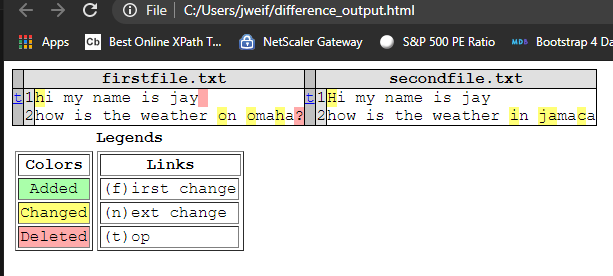 File C:/Users/jweif/difference_output.html
Apps Best Online XPath T... NetScaler Gateway S&P 500 PE Ratio MD5 Bootstrap 4 Da
firstfile.txt secondfile.txt
t 1 hi my name is jay t 1 Hi my name is jay
2 how is the weather on omaha? 2 how is the weather in jamaca
Legends
Colors Links
Added (f)irst change
Changed (n)ext change
Deleted (t)op